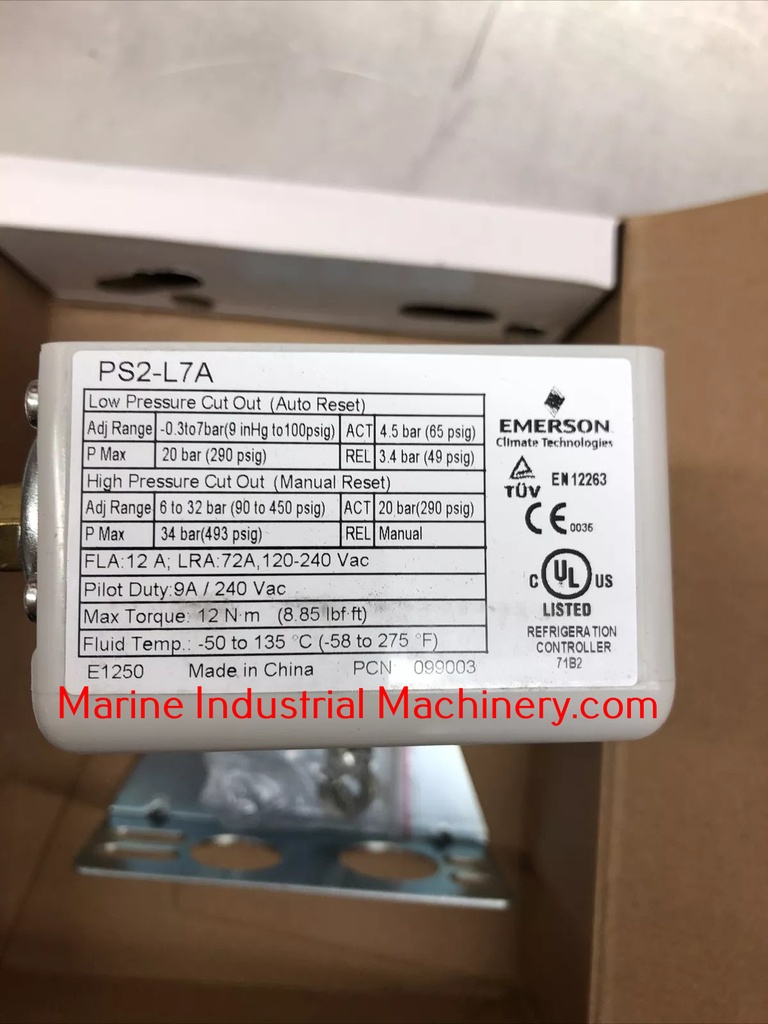 PS2-L7A
Low Pressure Cut Out (Auto Reset)
Adj Range -0.3to7bar(9 inHg to100psig) ACT 4.5 bar (65 psig)
P Max 20 bar (290 psig) REL 3.4 bar (49 psig)
High Pressure Cut Out (Manual Reset)
Adj Range 6 to 32 bar (90 to 450 psig) ACT 20 bar(290 psig)
P Max 34 bar(493 psig) REL Manual
FLA:12 A; LRA:72A,120-240 Vac
Pilot Duty:9A / 240 Vac
Max Torque: 12 N·m (8.85 lbf·ft)
Fluid Temp.: -50 to 135 °C (-58 to 275 °F)
E1250 Made in China PCN 099003
EMERSON
Climate Technologies
TÜV EN 12263
CE 0035
C UL US
LISTED
REFRIGERATION
CONTROLLER
71B2
Marine Industrial Machinery.com